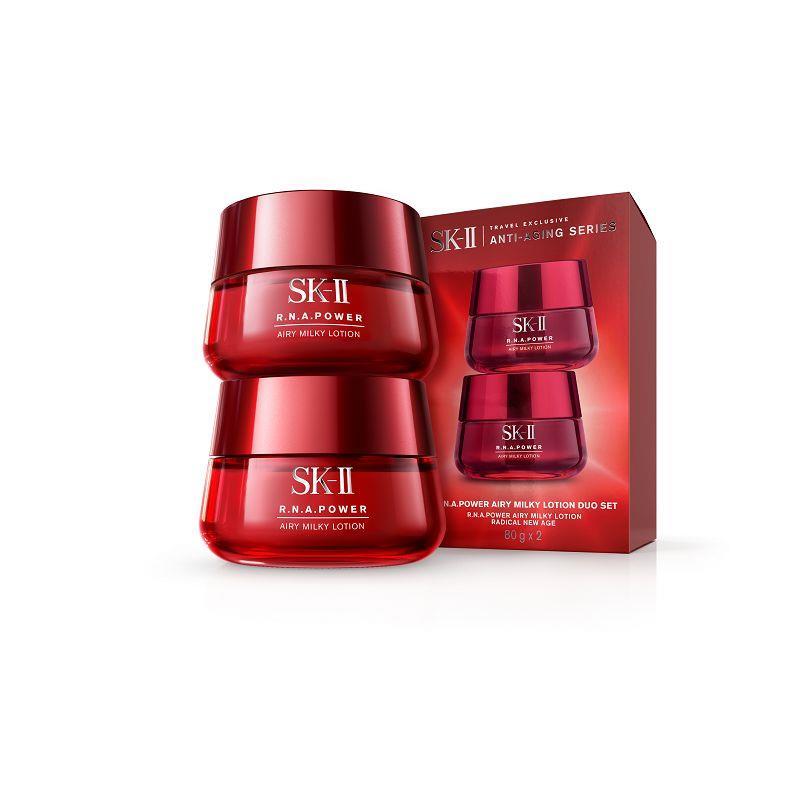 SK-II
R.N.A.POWER
AIRY MILKY LOTION
SK-II
R.N.A.POWER
AIRY MILKY LOTION
SK-II
TRAVEL EXCLUSIVE
ANTI-AGING SERIES
SK-II
R.N.A.POWER
AIRY MILKY LOTION
SK-II
R.N.A.POWER
AIRY MILKY LOTION
.N.A.POWER AIRY MILKY LOTION DUO SET
R.N.A.POWER AIRY MILKY LOTION
RADICAL NEW AGE
80 g x 2